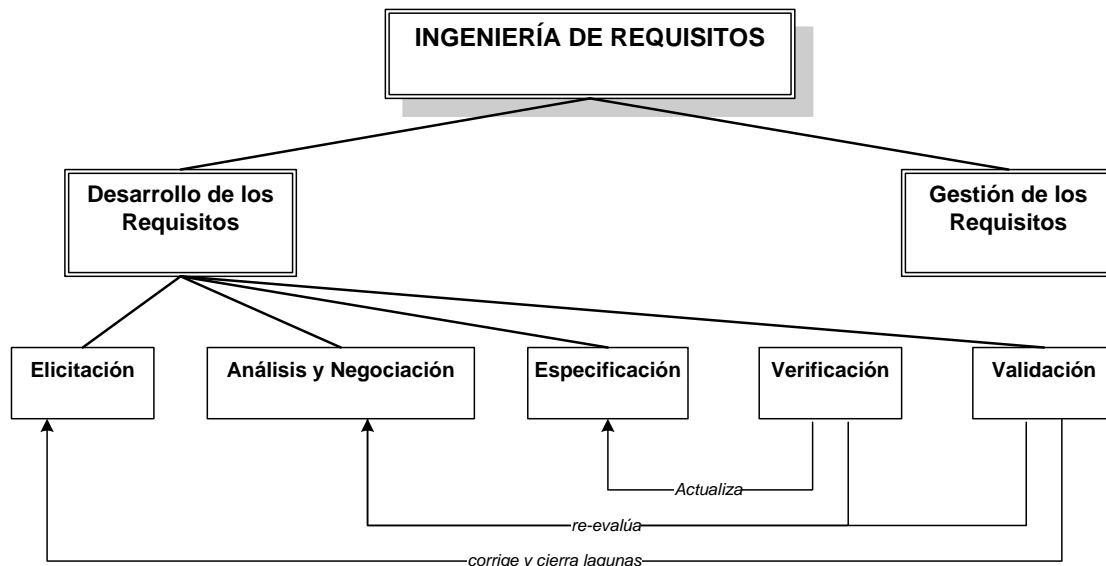 INGENIERÍA DE REQUISITOS
Desarrollo de los
Requisitos
Gestión de los
Requisitos
Elicitación
Análisis y Negociación
Especificación
Verificación
Validación
Actualiza
re-evalúa
corrige y cierra lagunas